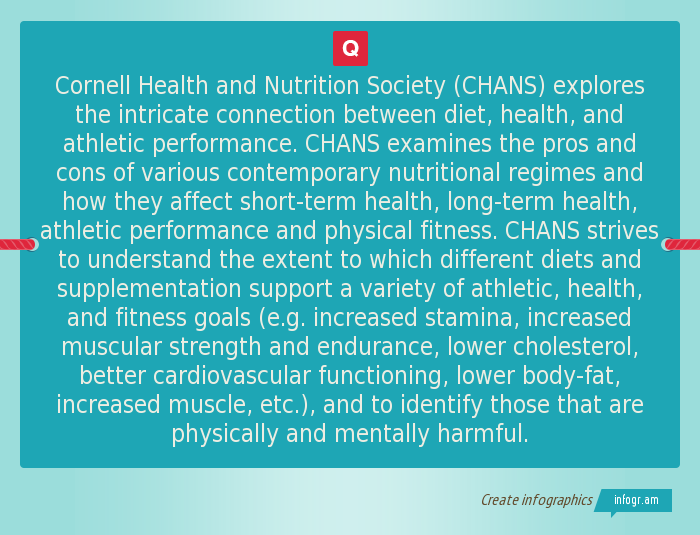 Q
Cornell Health and Nutrition Society (CHANS) explores
the intricate connection between diet, health, and
athletic performance. CHANS examines the pros and
cons of various contemporary nutritional regimes and
how they affect short-term health, long-term health,
athletic performance and physical fitness. CHANS strives
to understand the extent to which different diets and
supplementation support a variety of athletic, health,
and fitness goals (e.g. increased stamina, increased
muscular strength and endurance, lower cholesterol,
better cardiovascular functioning, lower body-fat,
increased muscle, etc.), and to identify those that are
physically and mentally harmful.
Create infographics infogr.am